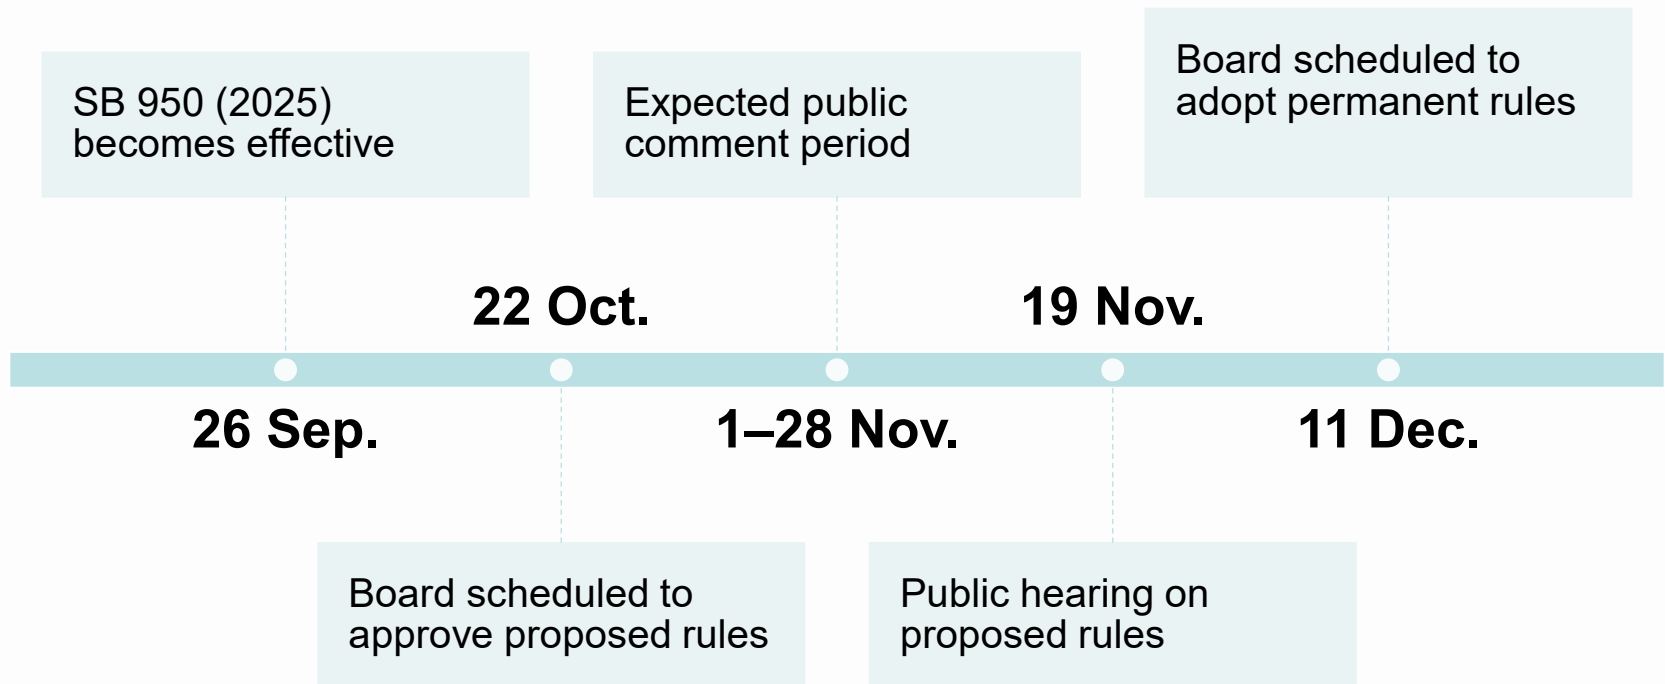 SB 950 (2025)
becomes effective
26 Sep.
22 Oct.
Board scheduled to
approve proposed rules
Expected public
comment period
1–28 Nov.
19 Nov.
Public hearing on
proposed rules
Board scheduled to
adopt permanent rules
11 Dec.